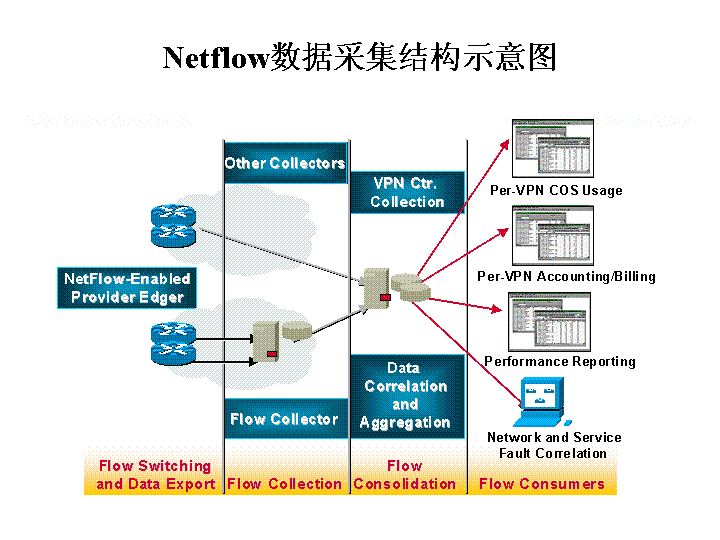 Netflow数据采集结构示意图
Other Collectors
VPN Ctr.
Collection
Per-VPN COS Usage
NetFlow-Enabled
Provider Edger
Per-VPN Accounting/Billing
Performance Reporting
Data
Correlation
and
Aggregation
Flow Collector
Network and Service
Fault Correlation
Flow Switching
and Data Export
Flow Collection
Flow
Consolidation
Flow Consumers